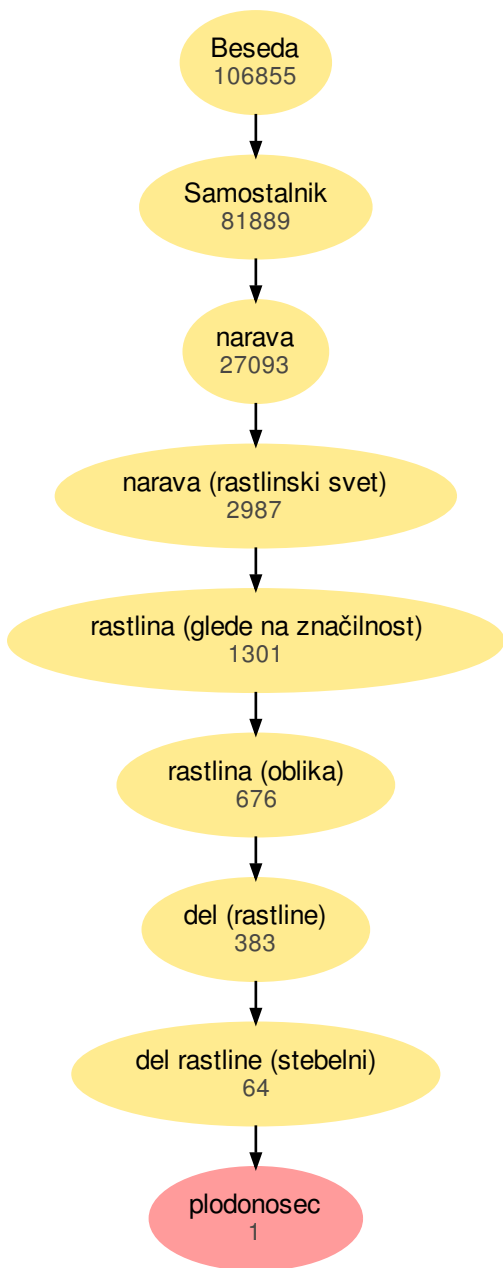 Beseda
106855
Samostalnik
81889
narava
27093
narava (rastlinski svet)
2987
rastlina (glede na značilnost)
1301
rastlina (oblika)
676
del (rastline)
383
del rastline (stebelni)
64
plodonosec
1